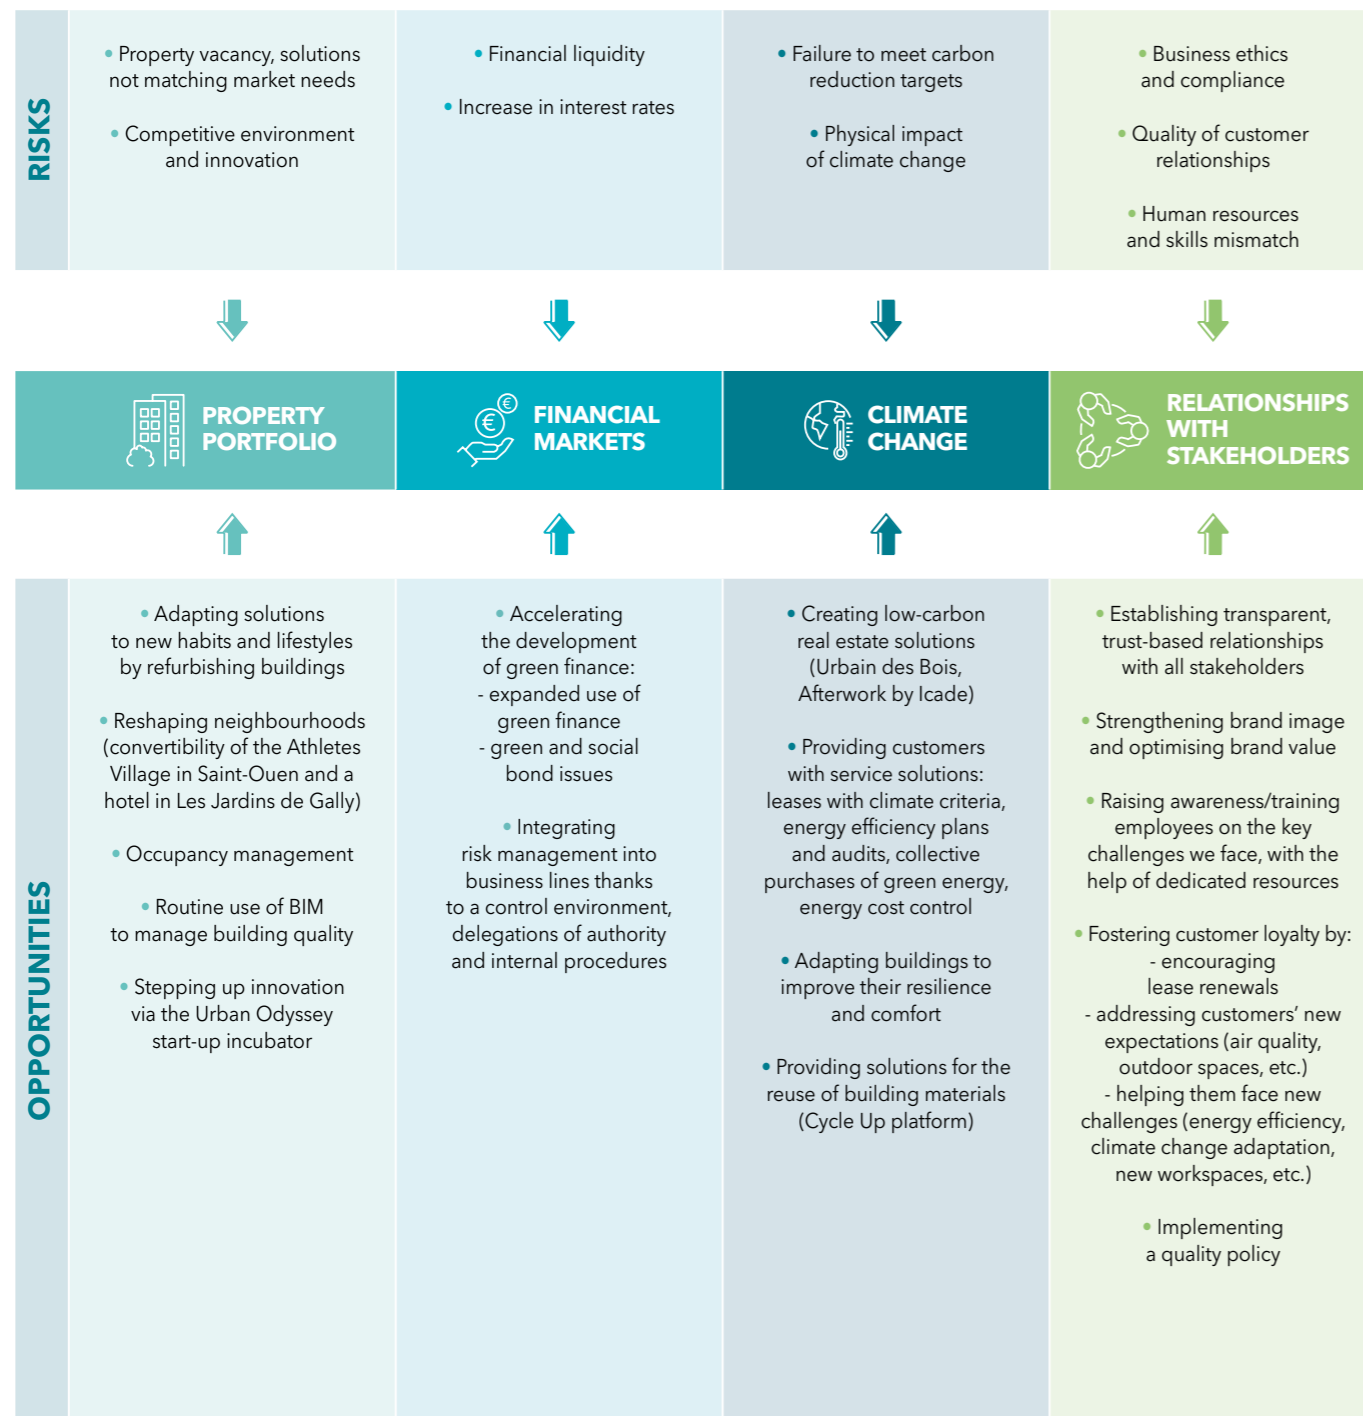 RISKS
• Property vacancy, solutions
not matching market needs
• Competitive environment
and innovation
• Financial liquidity
• Increase in interest rates
• Failure to meet carbon
reduction targets
• Physical impact
of climate change
• Business ethics
and compliance
• Quality of customer
relationships
• Human resources
and skills mismatch
PROPERTY
PORTFOLIO
€
€
FINANCIAL
MARKETS
CLIMATE
CHANGE
RELATIONSHIPS
WITH
STAKEHOLDERS
OPPORTUNITIES
• Adapting solutions
to new habits and lifestyles
by refurbishing buildings
• Reshaping neighbourhoods
(convertibility of the Athletes
Village in Saint-Ouen and a
hotel in Les Jardins de Gally)
• Occupancy management
• Routine use of BIM
to manage building quality
• Stepping up innovation
via the Urban Odyssey
start-up incubator
• Accelerating
the development
of green finance:
- expanded use of
green finance
- green and social
bond issues
• Integrating
risk management into
business lines thanks
to a control environment,
delegations of authority
and internal procedures
• Creating low-carbon
real estate solutions
(Urbain des Bois,
Afterwork by Icade)
• Providing customers
with service solutions:
leases with climate criteria,
energy efficiency plans
and audits, collective
purchases of green energy,
energy cost control
• Adapting buildings to
improve their resilience
and comfort
• Providing solutions for the
reuse of building materials
(Cycle Up platform)
• Establishing transparent,
trust-based relationships
with all stakeholders
• Strengthening brand image
and optimising brand value
• Raising awareness/training
employees on the key
challenges we face, with the
help of dedicated resources
• Fostering customer loyalty by:
- encouraging
lease renewals
- addressing customers’ new
expectations (air quality,
outdoor spaces, etc.)
- helping them face new
challenges (energy efficiency,
climate change adaptation,
new workspaces, etc.)
• Implementing
a quality policy